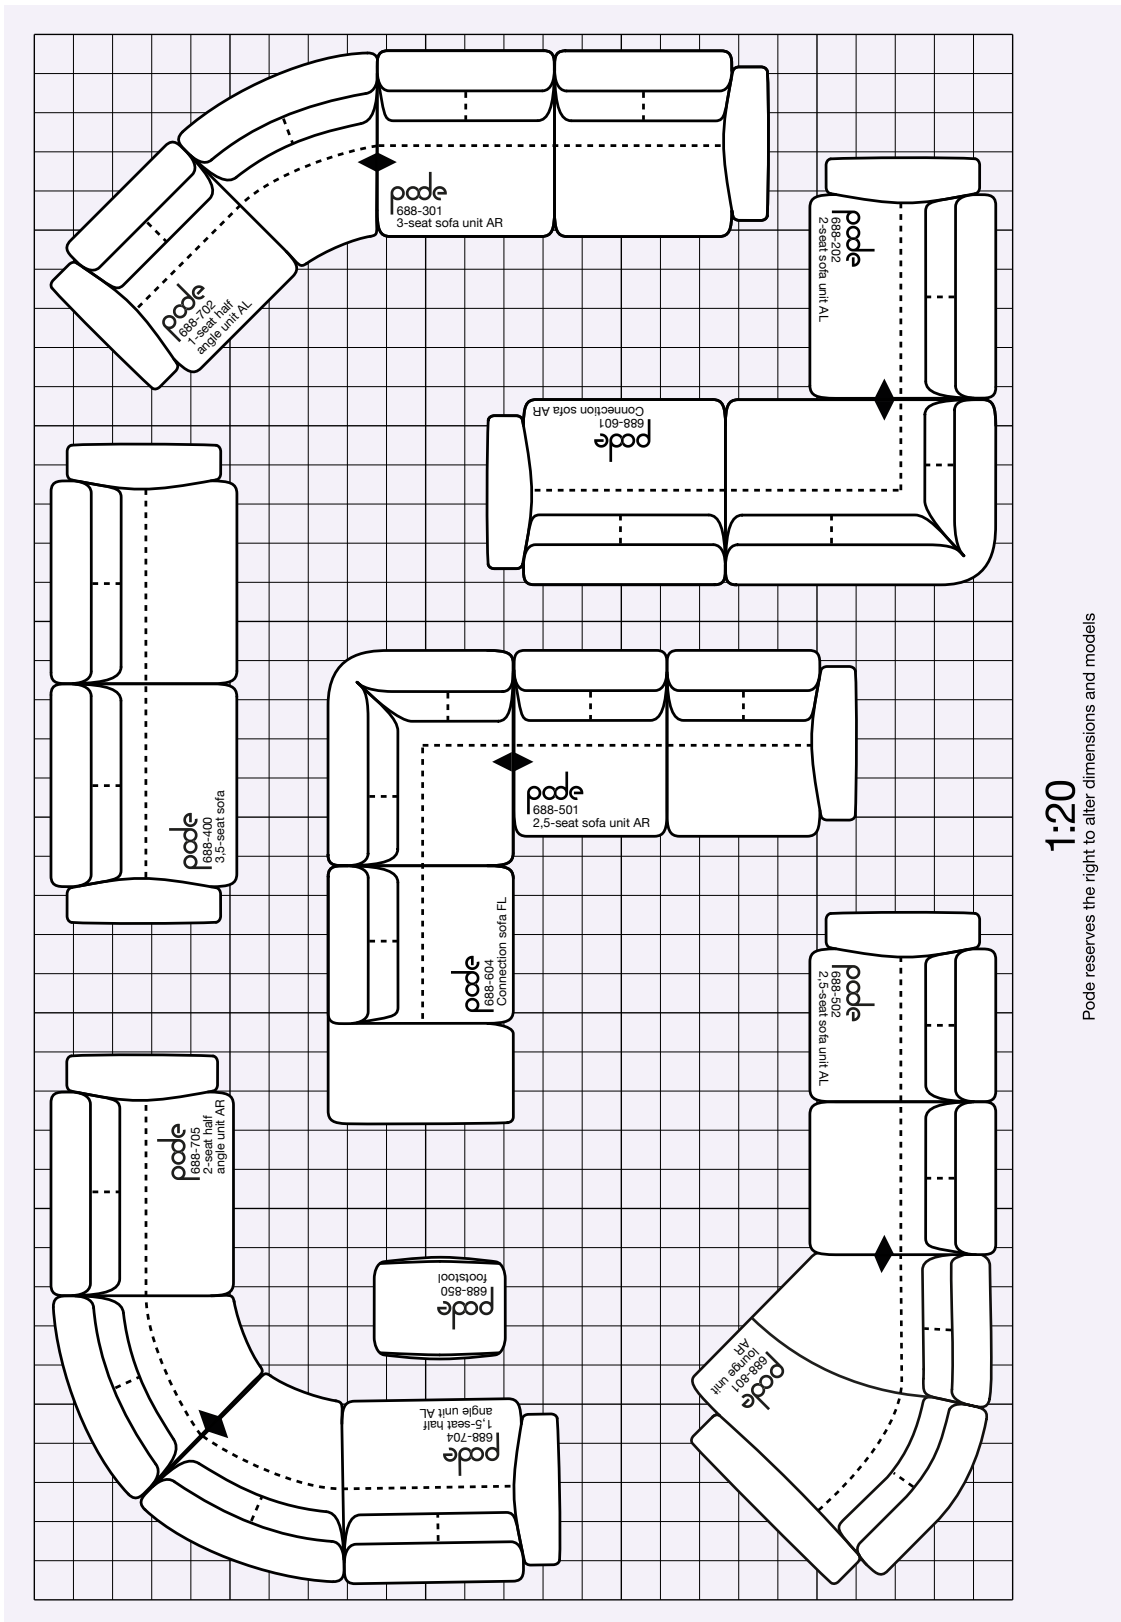 pode
688-301
3-seat sofa unit AR
pode
688-702
1-seat half
angle unit AL
pode
688-202
2-seat sofa unit AL
pode
688-601
Connection sofa AR
pode
688-400
3,5-seat sofa
pode
688-501
2,5-seat sofa unit AR
pode
688-604
Connection sofa FL
pode
688-502
2,5-seat sofa unit AL
pode
688-705
2-seat half
angle unit AR
pode
688-850
footstool
pode
688-704
1,5-seat half
angle unit AL
pode
688-801
lounge unit
AR
1:20
Pode reserves the right to alter dimensions and models